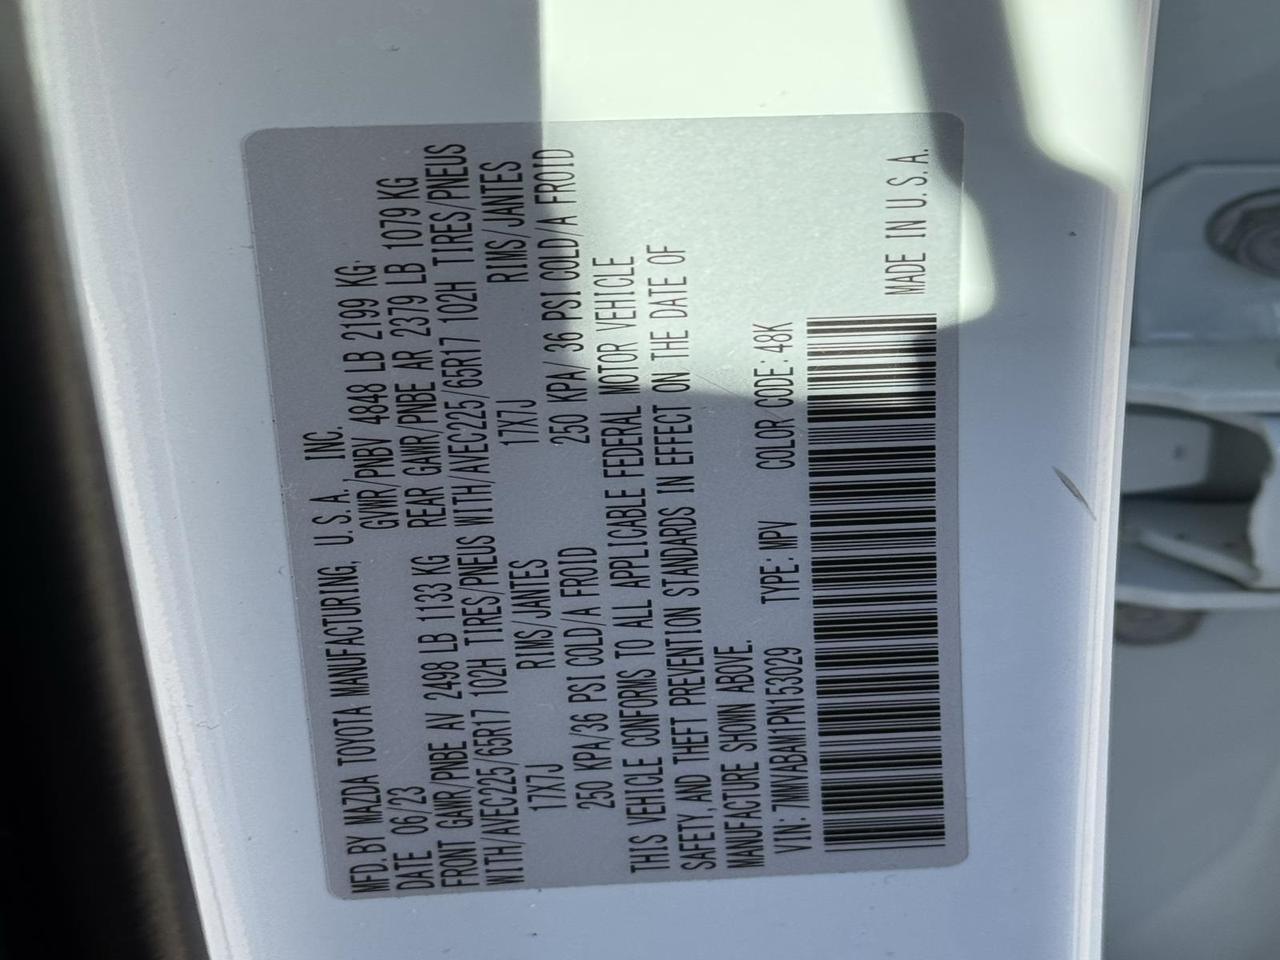 MFD. BY MAZDA TOYOTA MANUFACTURING, U.S.A., INC.
DATE 06/23 GVWR/PNBV 4848 LB 2199 KG
FRONT GAWR/PNBE AV 2498 LB 1133 KG REAR GAWR/PNBE AR 2379 LB 1079 KG
WITH/AVEC225/65R17 102H TIRES/PNEUS WITH/AVEC225/65R17 102H TIRES/PNEUS
17X7J RIMS/JANTES 17X7J RIMS/JANTES
250 KPA/36 PSI COLD/A FROID 250 KPA/ 36 PSI COLD/A FROID
THIS VEHICLE CONFORMS TO ALL APPLICABLE FEDERAL MOTOR VEHICLE
SAFETY, AND THEFT PREVENTION STANDARDS IN EFFECT ON THE DATE OF
MANUFACTURE SHOWN ABOVE.
VIN: 7MMVABAM1PN153029 TYPE: MPV COLOR CODE: 48K
MADE IN U.S.A.